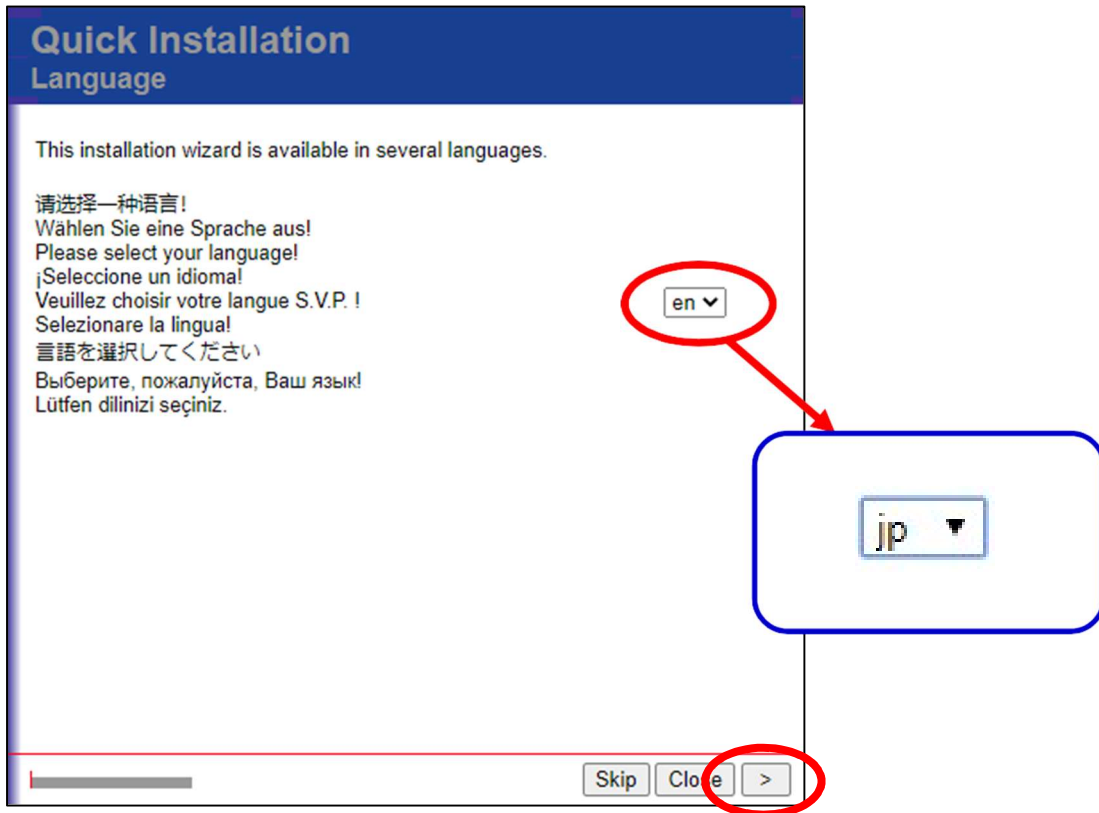 Quick Installation
Language
This installation wizard is available in several languages.
请选择一种语言!
Wählen Sie eine Sprache aus!
Please select your language!
¡Seleccione un idioma!
Veuillez choisir votre langue S.V.P. !
Selezionare la lingua!
言語を選択してください
Выберите, пожалуйста, Ваш язык!
Lütfen dilinizi seçiniz.
en
jp
Skip Close >